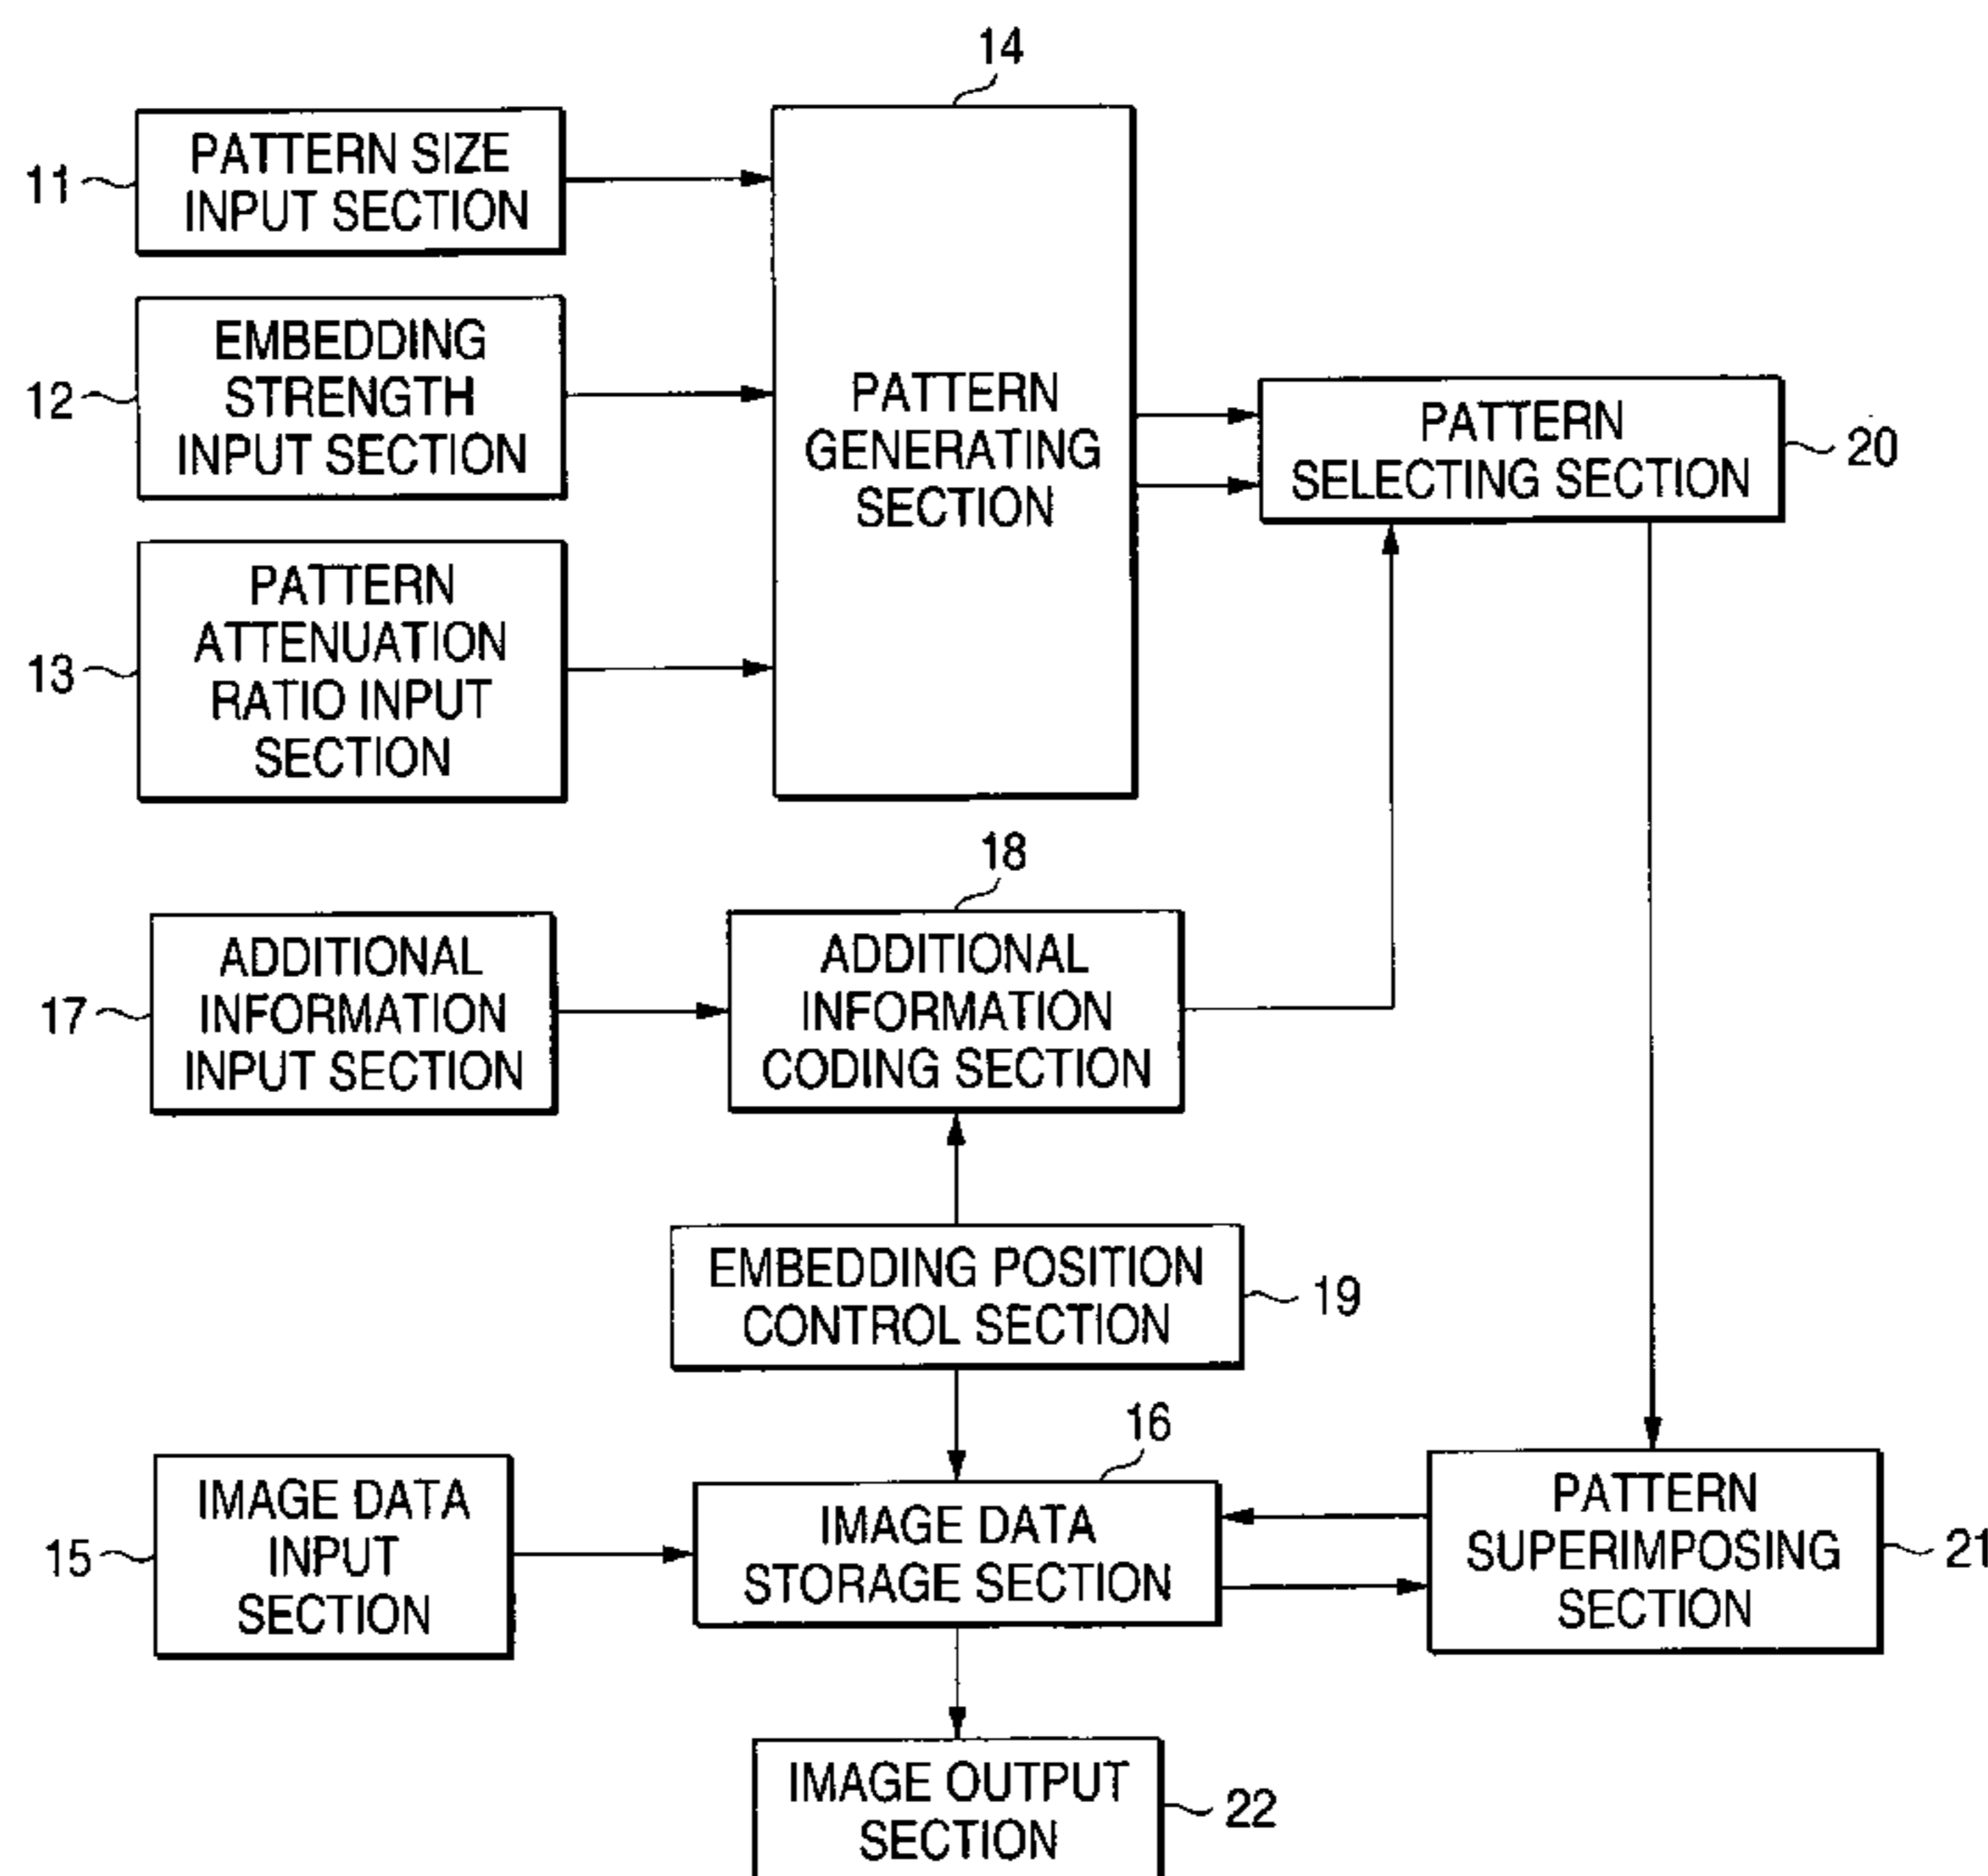 14
11
PATTERN SIZE
INPUT SECTION
12
EMBEDDING
STRENGTH
INPUT SECTION
PATTERN
GENERATING
SECTION
PATTERN
SELECTING SECTION
20
13
PATTERN
ATTENUATION
RATIO INPUT
SECTION
18
17
ADDITIONAL
INFORMATION
INPUT SECTION
ADDITIONAL
INFORMATION
CODING SECTION
EMBEDDING POSITION
CONTROL SECTION
19
16
15
IMAGE DATA
INPUT
SECTION
IMAGE DATA
STORAGE SECTION
PATTERN
SUPERIMPOSING
SECTION
21
IMAGE OUTPUT
SECTION
22